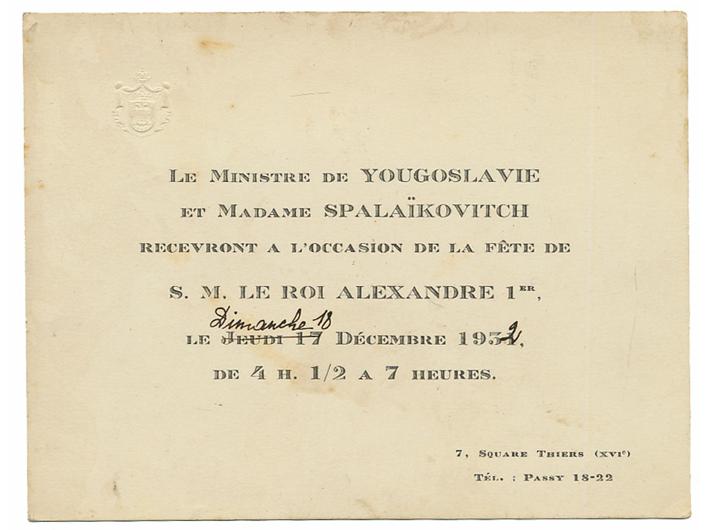 Le Ministre de YOUGOSLAVIE
et Madame SPALAÏKOVITCH
recevront a l'occasion de la fête de
S. M. LE ROI ALEXANDRE 1er,
Dimanche 18
le Jeudi 17 Décembre 1932,
de 4 h. 1/2 a 7 heures.
7, Square Thiers (XVIe)
Tél. : Passy 18-22